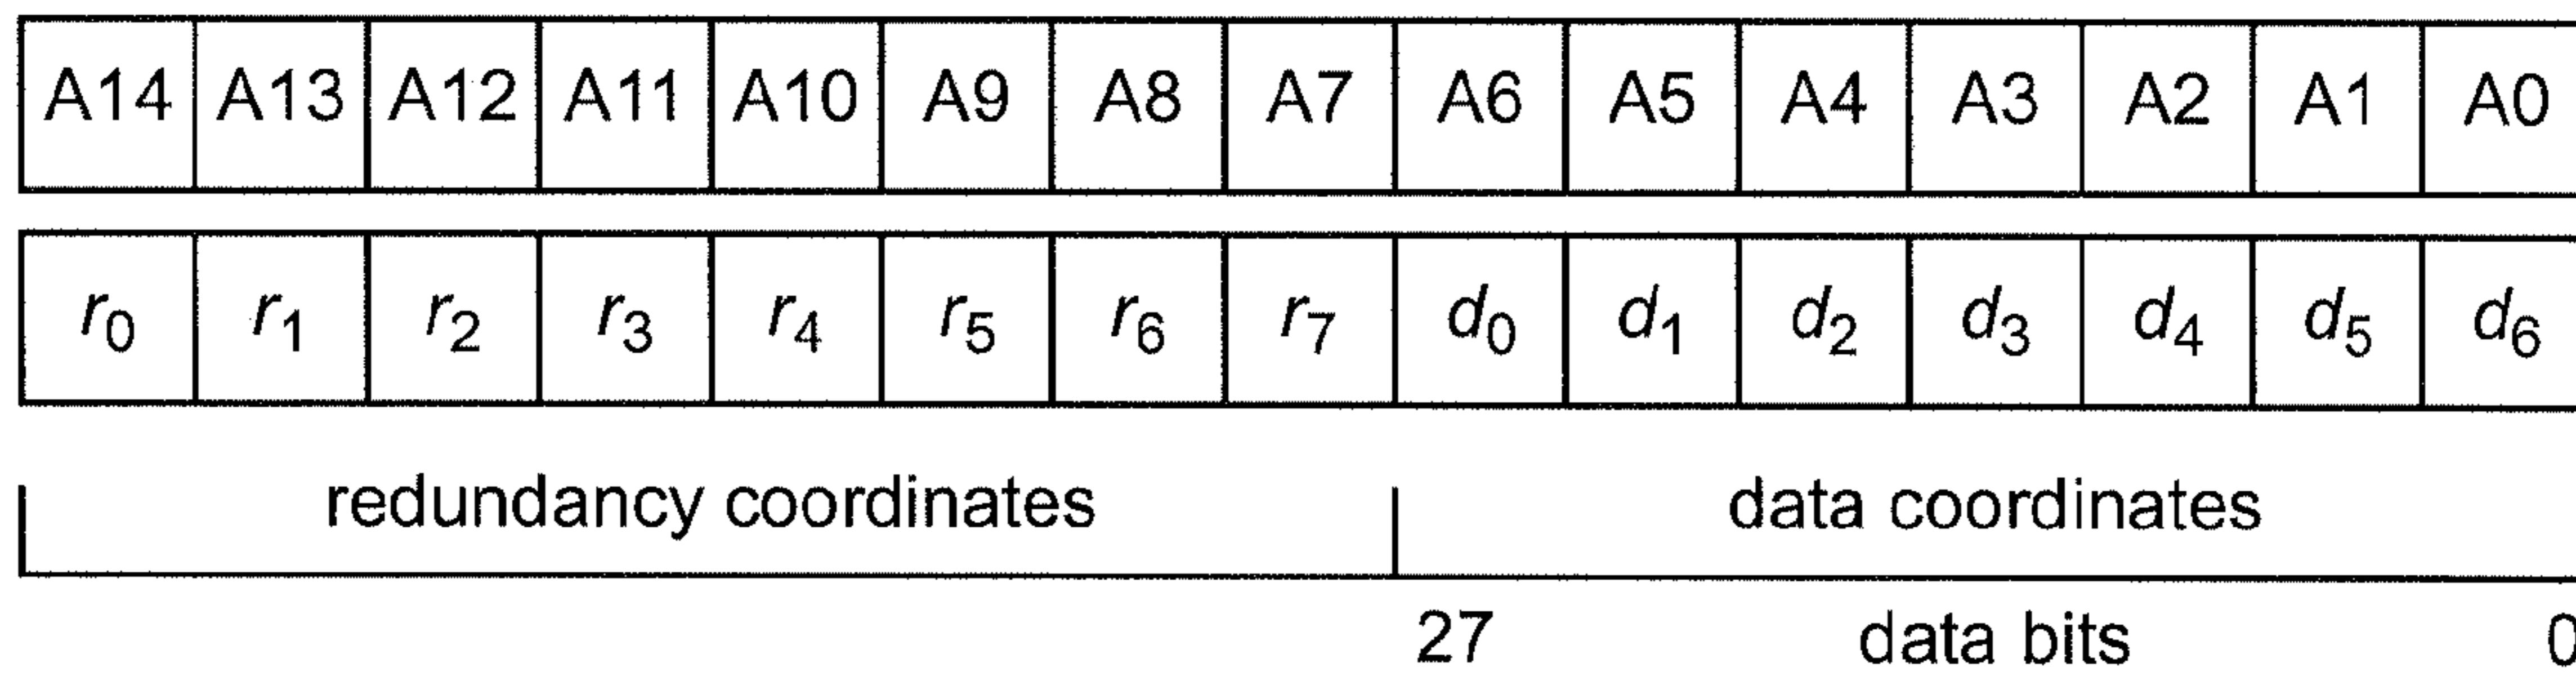 A14 A13 A12 A11 A10 A9 A8 A7 A6 A5 A4 A3 A2 A1 A0
r0 r1 r2 r3 r4 r5 r6 r7 d0 d1 d2 d3 d4 d5 d6
redundancy coordinates data coordinates
27 data bits 0